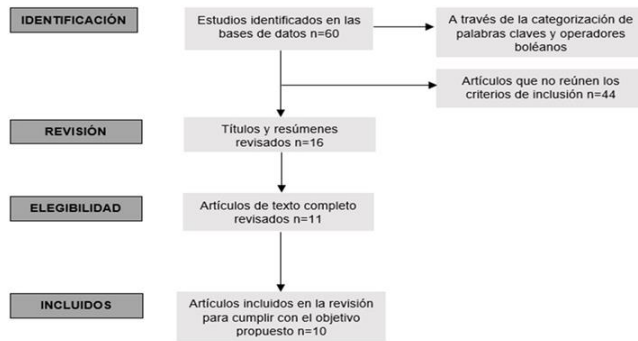 IDENTIFICACIÓN
Estudios identificados en las
bases de datos n=60
A través de la categorización de
palabras claves y operadores
boléanos
Artículos que no reúnen los
criterios de inclusión n=44
REVISIÓN
Títulos y resúmenes
revisados n=16
ELEGIBILIDAD
Artículos de texto completo
revisados n=11
INCLUIDOS
Artículos incluidos en la revisión
para cumplir con el objetivo
propuesto n=10